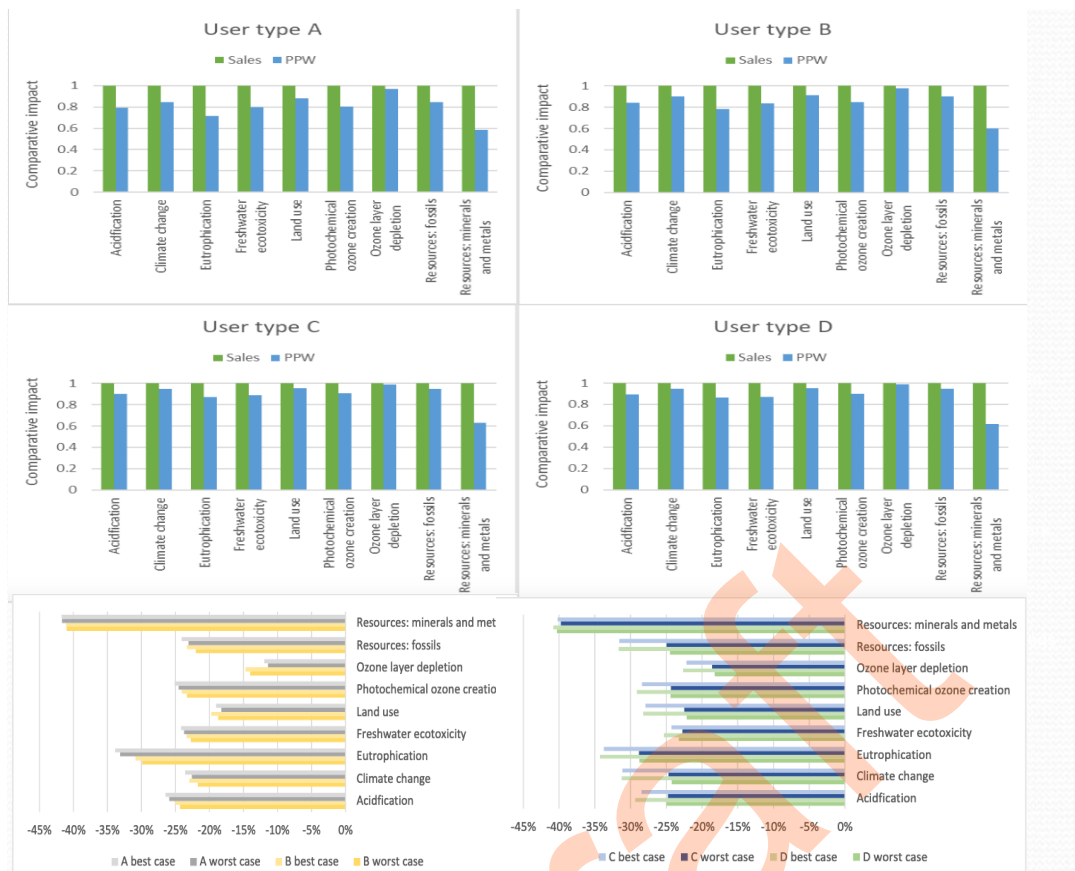 User type A
Sales PPW
Comparative impact
1
0.8
0.6
0.4
0.2
0
Acidification
Climate change
Eutrophication
Freshwater
ecotoxicity
Land use
Photochemical
ozone creation
Ozone layer
depletion
Resources: fossils
Resources: minerals
and metals
User type B
Sales PPW
Comparative impact
1
0.8
0.6
0.4
0.2
0
Acidification
Climate change
Eutrophication
Freshwater
ecotoxicity
Land use
Photochemical
ozone creation
Ozone layer
depletion
Resources: fossils
Resources: minerals
and metals
User type C
Sales PPW
Comparative impact
1
0.8
0.6
0.4
0.2
0
Acidification
Climate change
Eutrophication
Freshwater
ecotoxicity
Land use
Photochemical
ozone creation
Ozone layer
depletion
Resources: fossils
Resources: minerals
and metals
User type D
Sales PPW
Comparative impact
1
0.8
0.6
0.4
0.2
0
Acidification
Climate change
Eutrophication
Freshwater
ecotoxicity
Land use
Photochemical
ozone creation
Ozone layer
depletion
Resources: fossils
Resources: minerals
and metals
Resources: minerals and met
Resources: fossils
Ozone layer depletion
Photochemical ozone creatio
Land use
Freshwater ecotoxicity
Eutrophication
Climate change
Acidification
-45% -40% -35% -30% -25% -20% -15% -10% -5% 0%
A best case A worst case B best case B worst case
Resources: minerals and metals
Resources: fossils
Ozone layer depletion
Photochemical ozone creation
Land use
Freshwater ecotoxicity
Eutrophication
Climate change
Acidification
-45% -40% -35% -30% -25% -20% -15% -10% -5% 0%
C best case C worst case D best case D worst case
aft